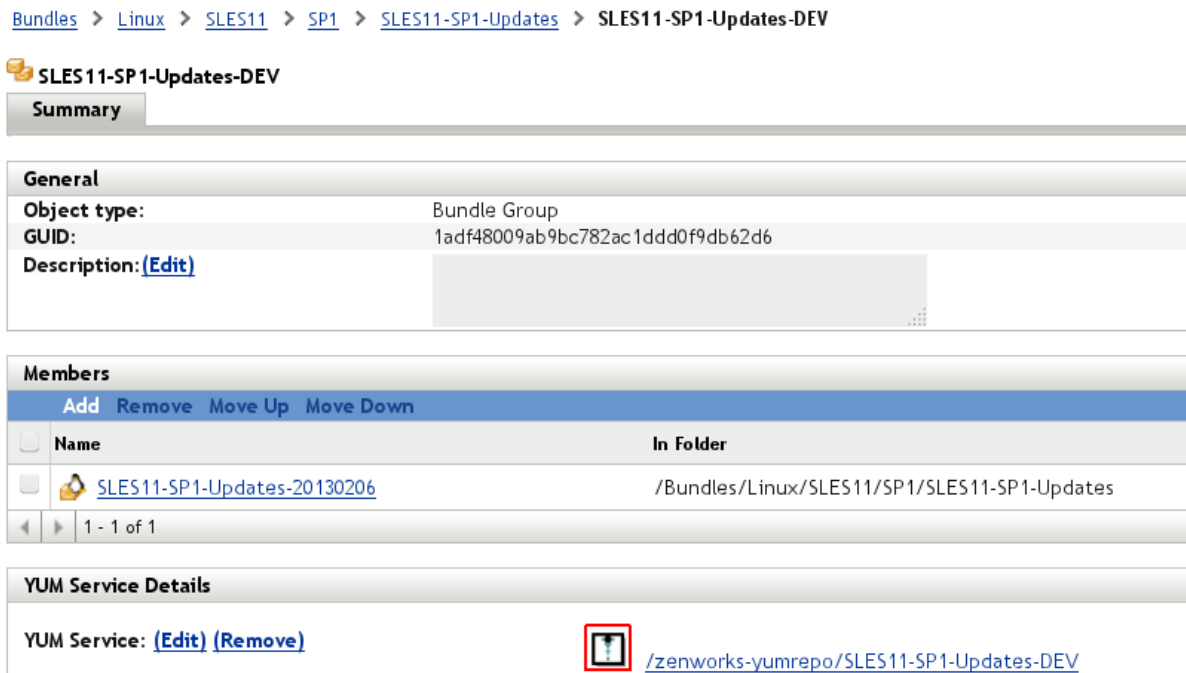 Bundles > Linux > SLES11 > SP1 > SLES11-SP1-Updates > SLES11-SP1-Updates-DEV
SLES11-SP1-Updates-DEV
Summary
General
Object type: Bundle Group
GUID: 1adf48009ab9bc782ac1ddd0f9db62d6
Description: (Edit)
Members
Add Remove Move Up Move Down
Name In Folder
SLES11-SP1-Updates-20130206 /Bundles/Linux/SLES11/SP1/SLES11-SP1-Updates
1 - 1 of 1
YUM Service Details
YUM Service: (Edit) (Remove) /zenworks-yumrepo/SLES11-SP1-Updates-DEV